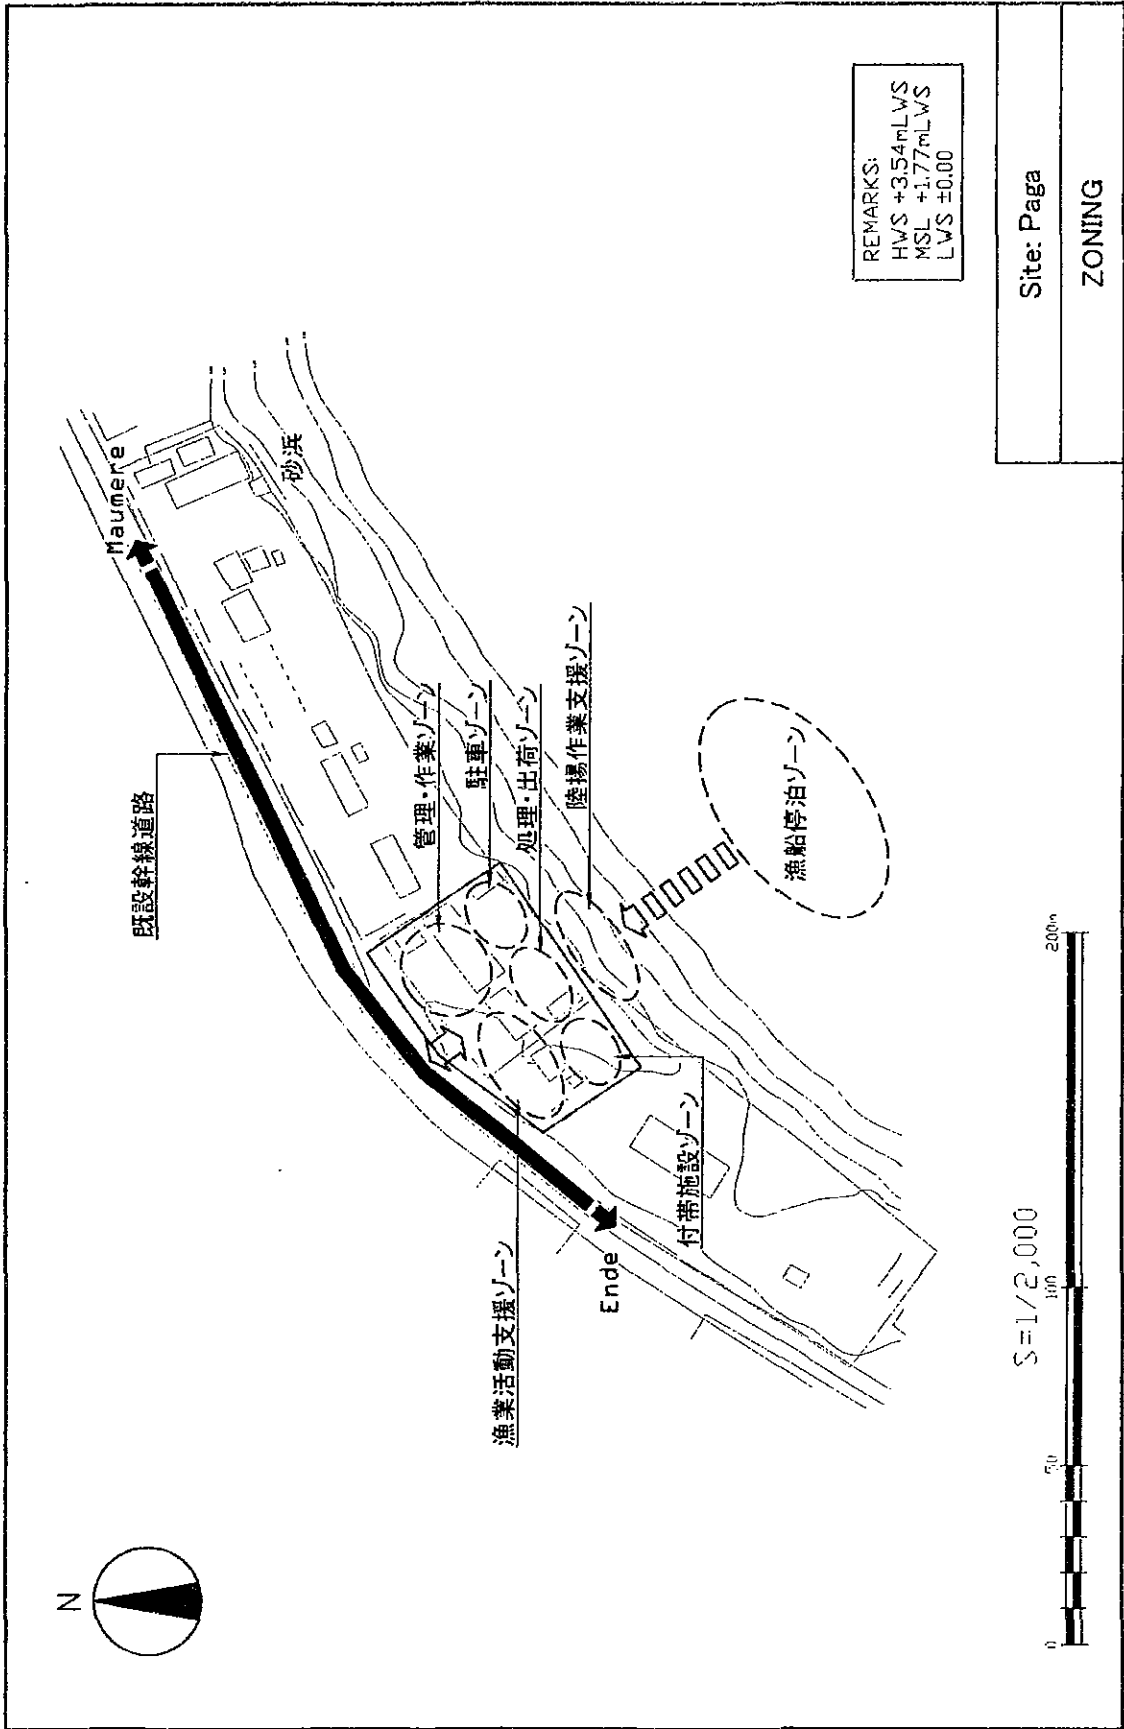 N
既設幹線道路
Maumere
砂浜
管理・作業ゾーン
駐車ゾーン
処理・出荷ゾーン
陸揚作業支援ゾーン
漁業活動支援ゾーン
Ende
付帯施設ゾーン
漁船停泊ゾーン
REMARKS:
HWS +3.54mLWS
MSL +1.77mLWS
LWS ±0.00
S=1/2,000
0 50 100 200m
Site: Paga
ZONING